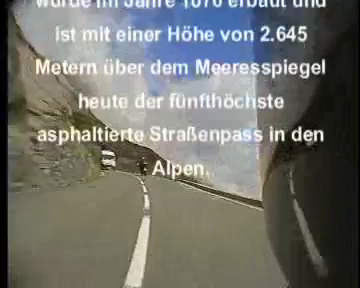 wurde im Jahre 1876 erbaut und
ist mit einer Höhe von 2.645
Metern über dem Meeresspiegel
heute der fünfthöchste
asphaltierte Straßenpass in den
Alpen.